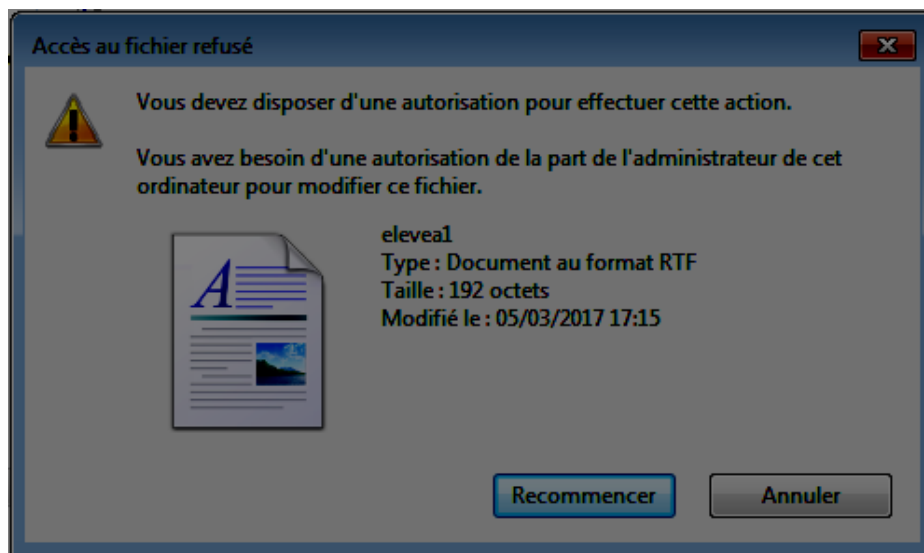 Accès au fichier refusé
Vous devez disposer d'une autorisation pour effectuer cette action.
Vous avez besoin d'une autorisation de la part de l'administrateur de cet
ordinateur pour modifier ce fichier.
elevea1
Type : Document au format RTF
Taille : 192 octets
Modifié le : 05/03/2017 17:15
Recommencer
Annuler